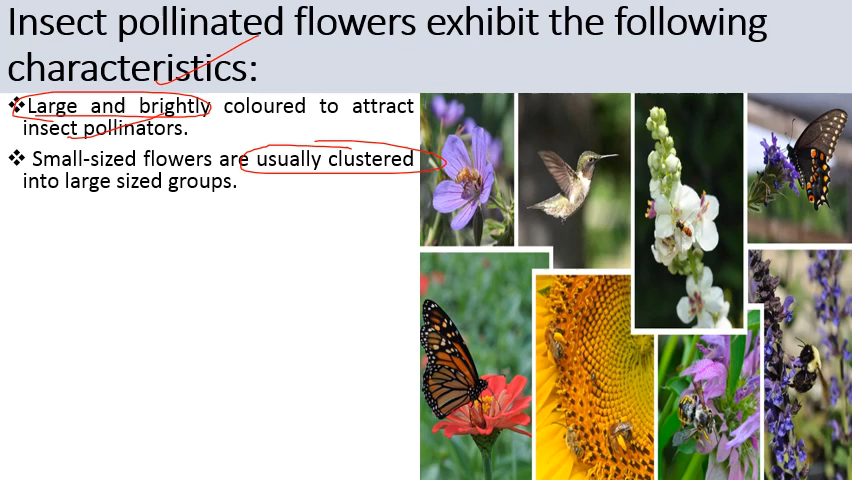 Insect pollinated flowers exhibit the following
characteristics:
❖Large and brightly coloured to attract
insect pollinators.
❖ Small-sized flowers are usually clustered
into large sized groups.